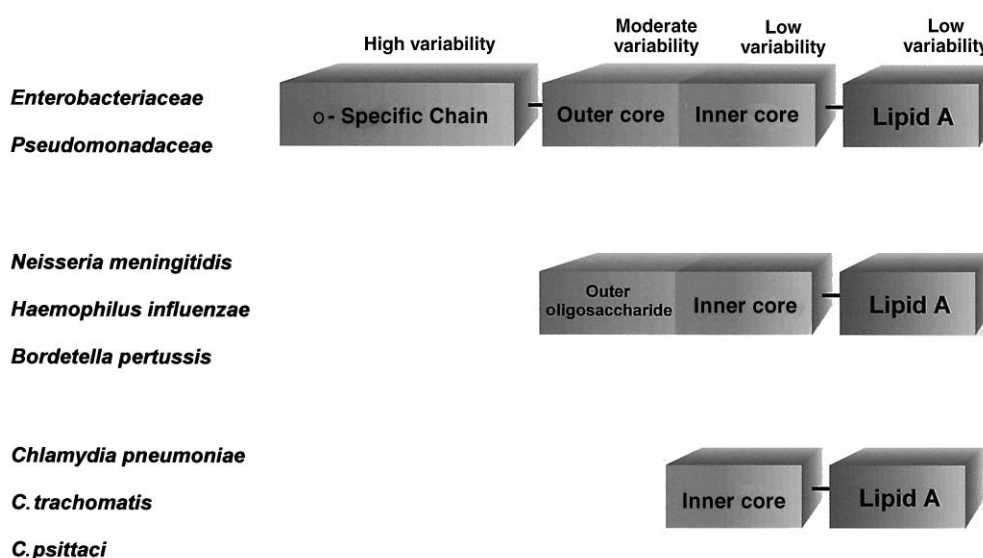 High variability
Moderate
variability
Low
variability
Low
variability
Enterobacteriaceae
Pseudomonadaceae
o - Specific Chain
Outer core
Inner core
Lipid A
Neisseria meningitidis
Haemophilus influenzae
Bordetella pertussis
Outer
oligosaccharide
Inner core
Lipid A
Chlamydia pneumoniae
C. trachomatis
C. psittaci
Inner core
Lipid A